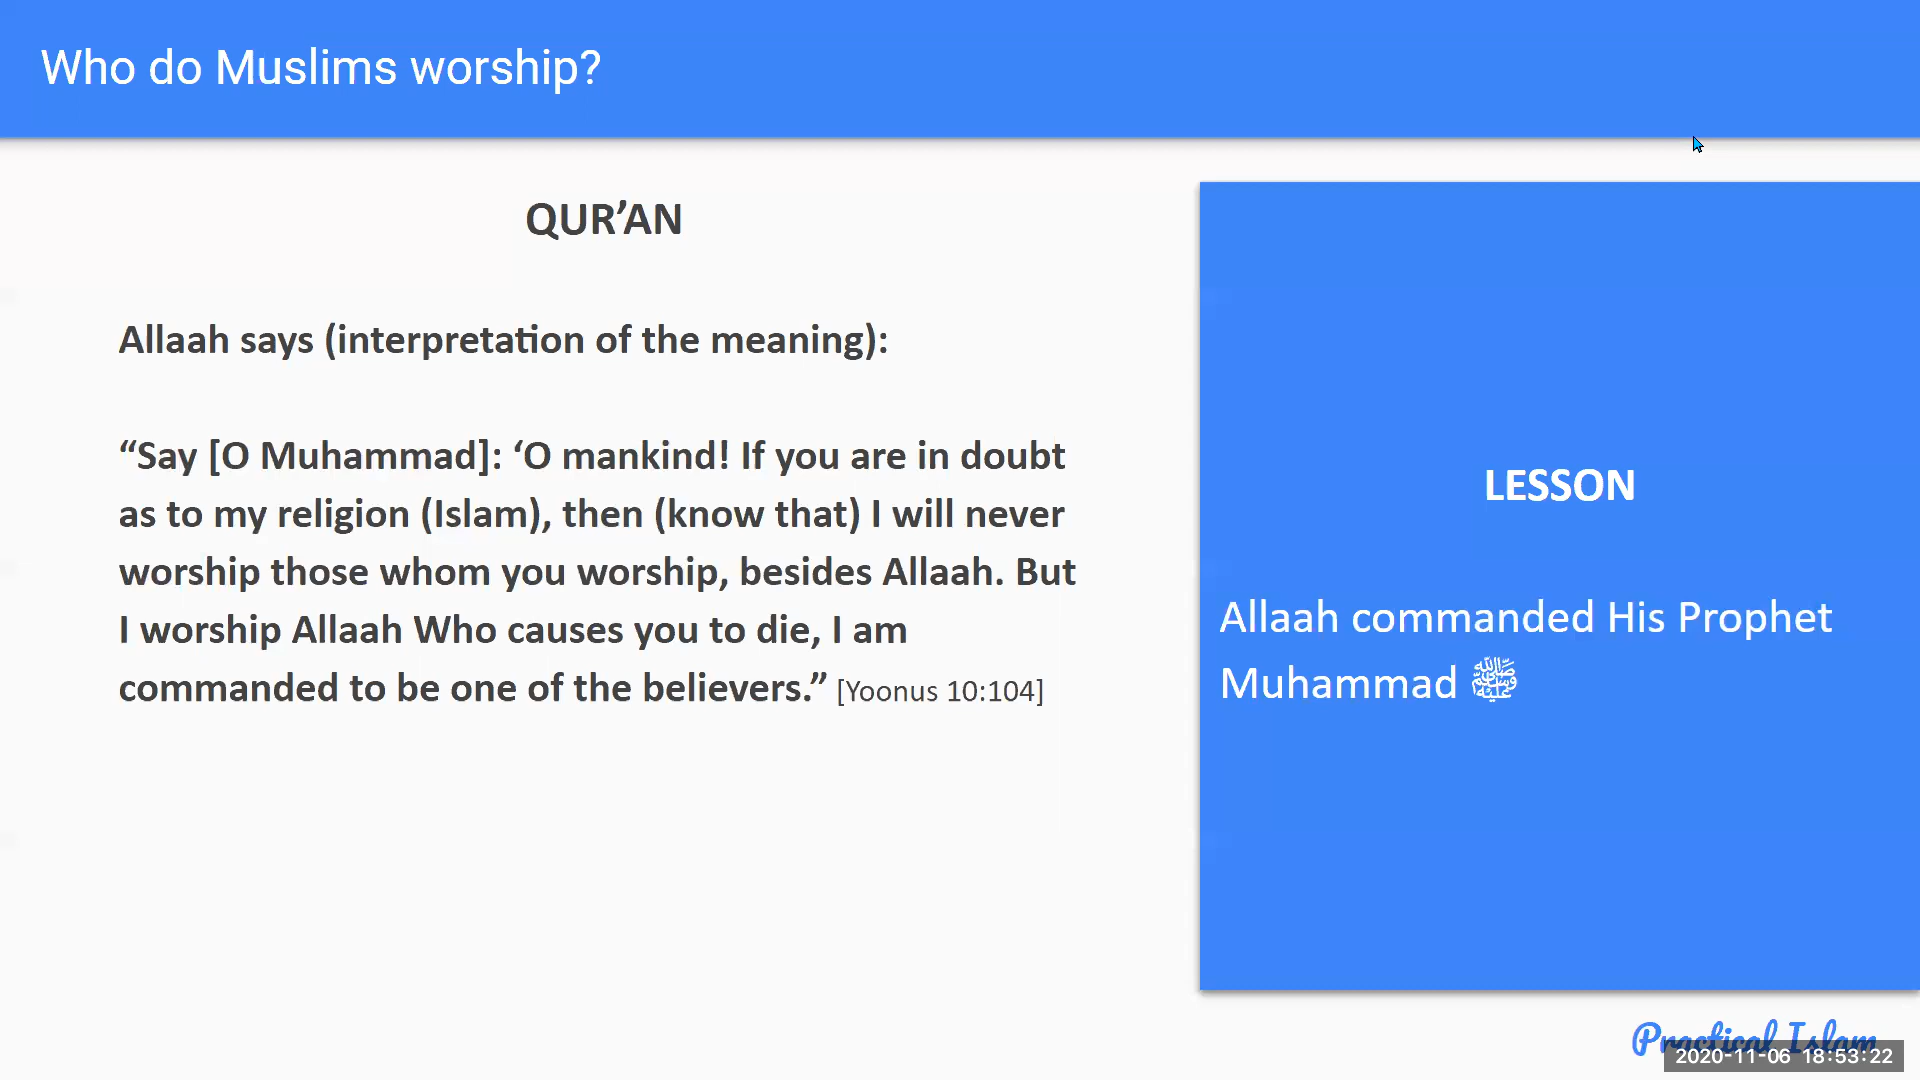 Who do Muslims worship?
QUR’AN
Allaah says (interpretation of the meaning):
“Say [O Muhammad]: ‘O mankind! If you are in doubt
as to my religion (Islam), then (know that) I will never
worship those whom you worship, besides Allaah. But
I worship Allaah Who causes you to die, I am
commanded to be one of the believers.” [Yoonus 10:104]
LESSON
Allaah commanded His Prophet
Muhammad ﷺ
Practical Islam
2020-11-06 18:53:22